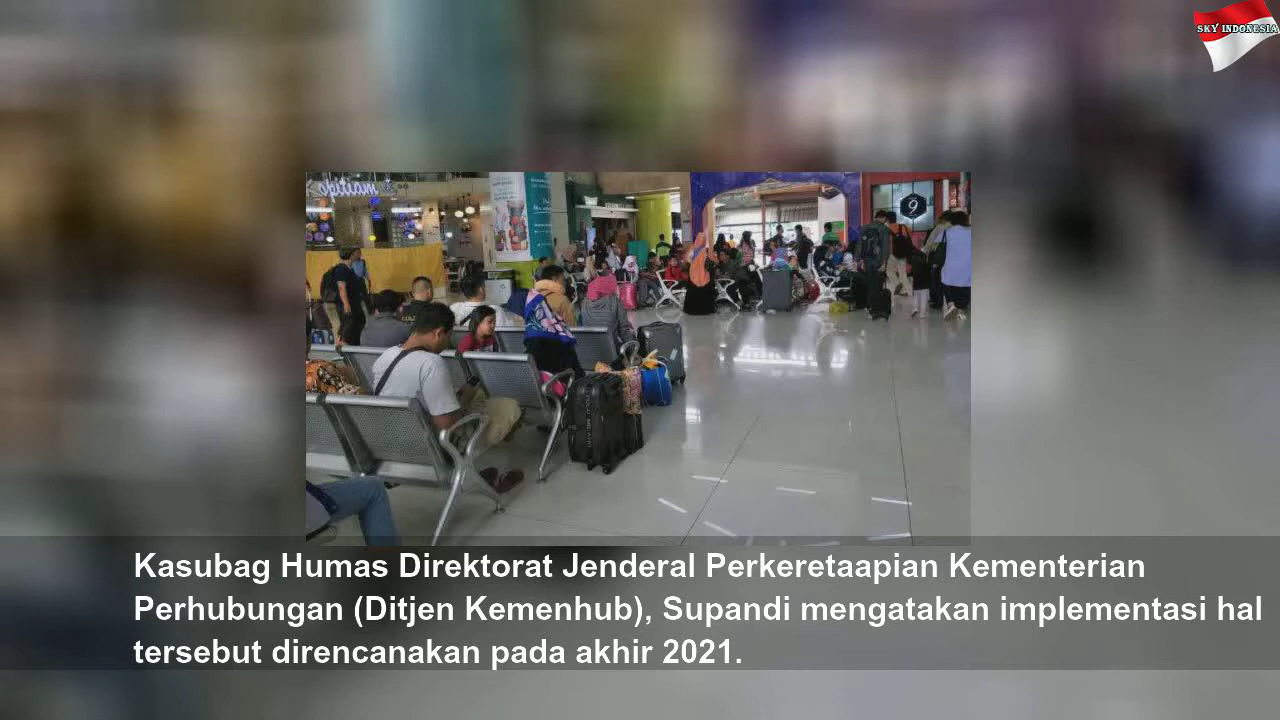 SKY INDONESIA
9
Kasubag Humas Direktorat Jenderal Perkeretaapian Kementerian
Perhubungan (Ditjen Kemenhub), Supandi mengatakan implementasi hal
tersebut direncanakan pada akhir 2021.